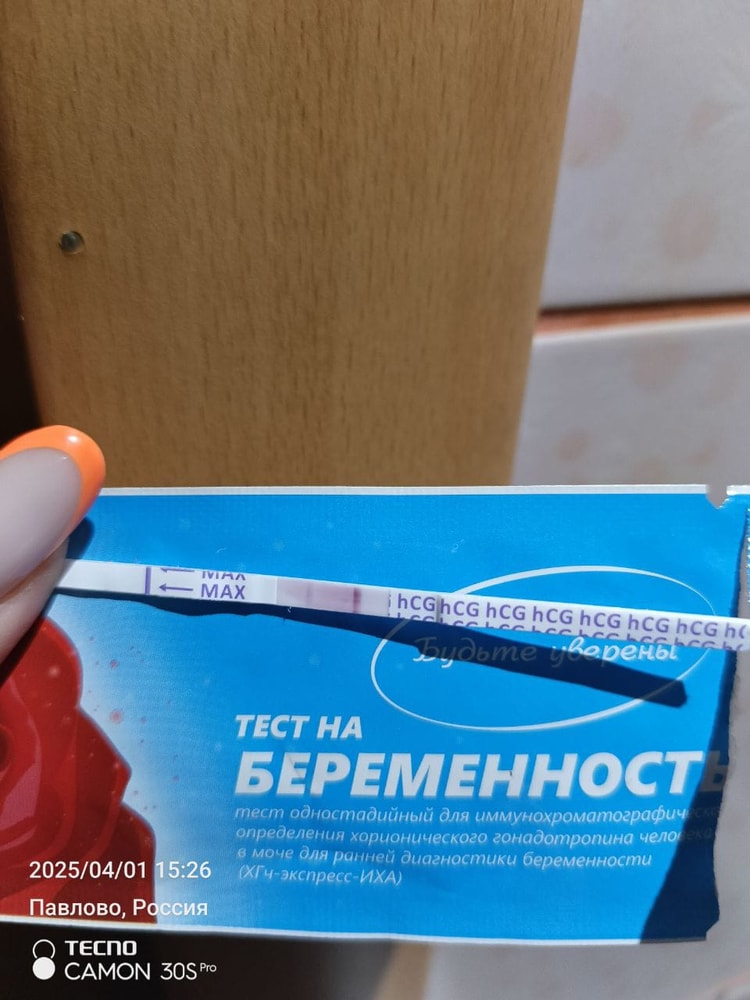 MAX
MAX
hCG hCG hCG hCG hCG hCG hCG h
Будьте уверены
ТЕСТ НА
БЕРЕМЕННОСТЬ
тест одностадийный для иммунохроматографическ
определения хорионического гонадотропина человека
в моче для ранней диагностики беременности
(ХГч-экспресс-ИХА)
2025/04/01 15:26
Павлово, Россия
TECNO
CAMON 30S Pro